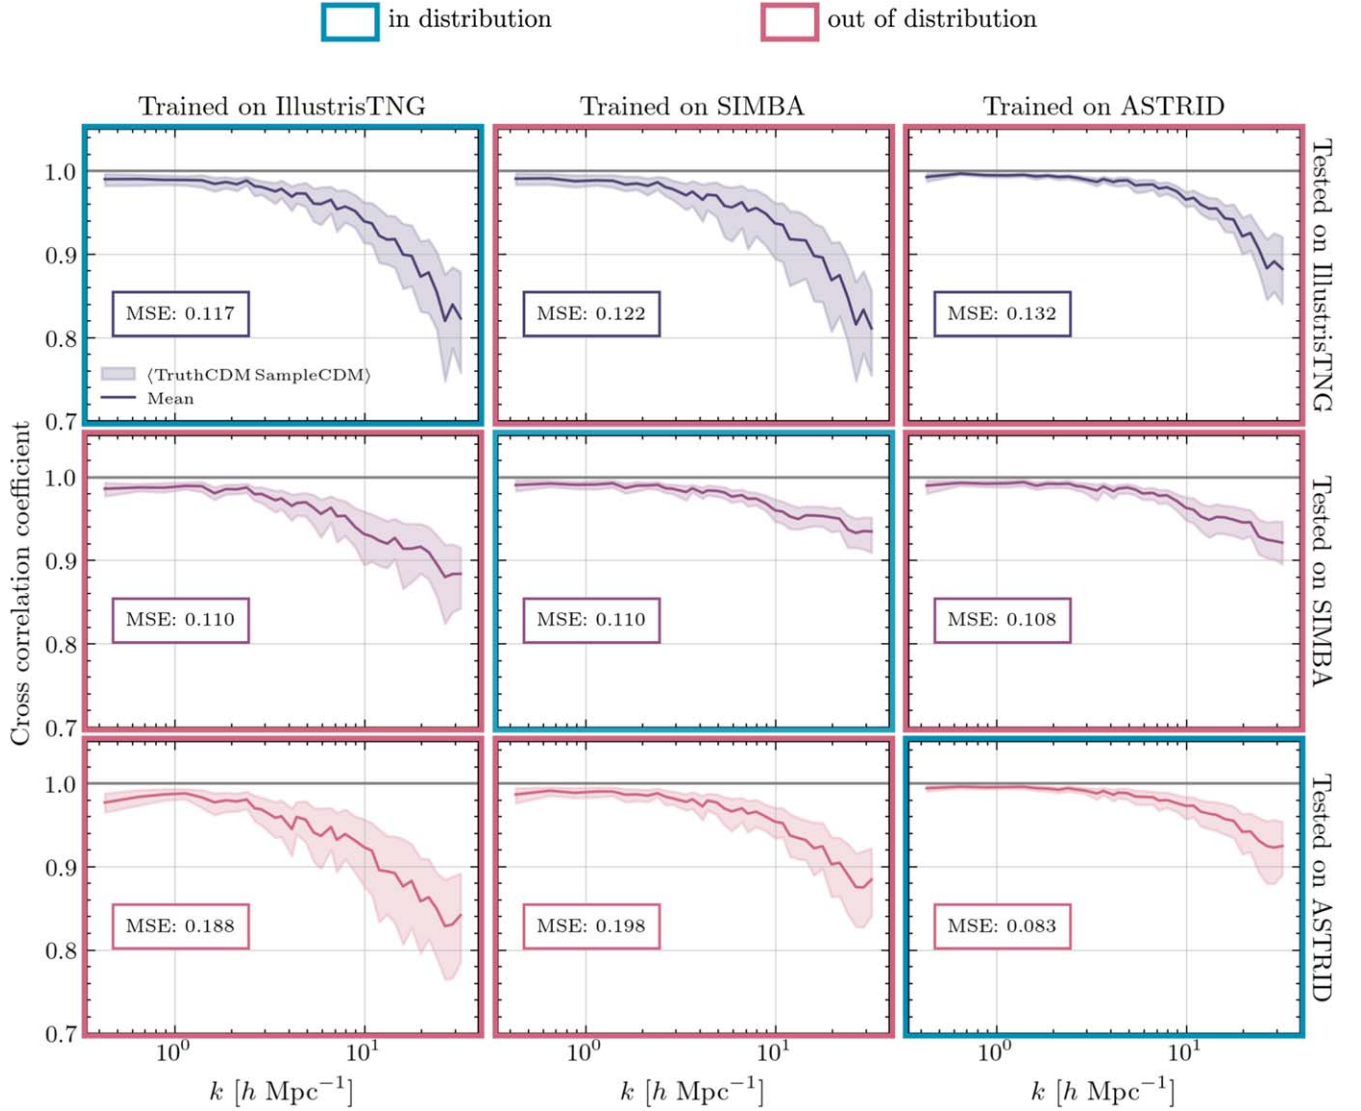 in distribution
out of distribution
Trained on IllustrisTNG
Trained on SIMBA
Trained on ASTRID
Cross correlation coefficient
1.0
0.9
0.8
0.7
MSE: 0.117
⟨TruthCDM SampleCDM⟩
Mean
MSE: 0.122
MSE: 0.132
Tested on IllustrisTNG
1.0
0.9
0.8
0.7
MSE: 0.110
MSE: 0.110
MSE: 0.108
Tested on SIMBA
1.0
0.9
0.8
0.7
MSE: 0.188
MSE: 0.198
MSE: 0.083
Tested on ASTRID
10⁰
10¹
10⁰
10¹
10⁰
10¹
k [h Mpc⁻¹]
k [h Mpc⁻¹]
k [h Mpc⁻¹]